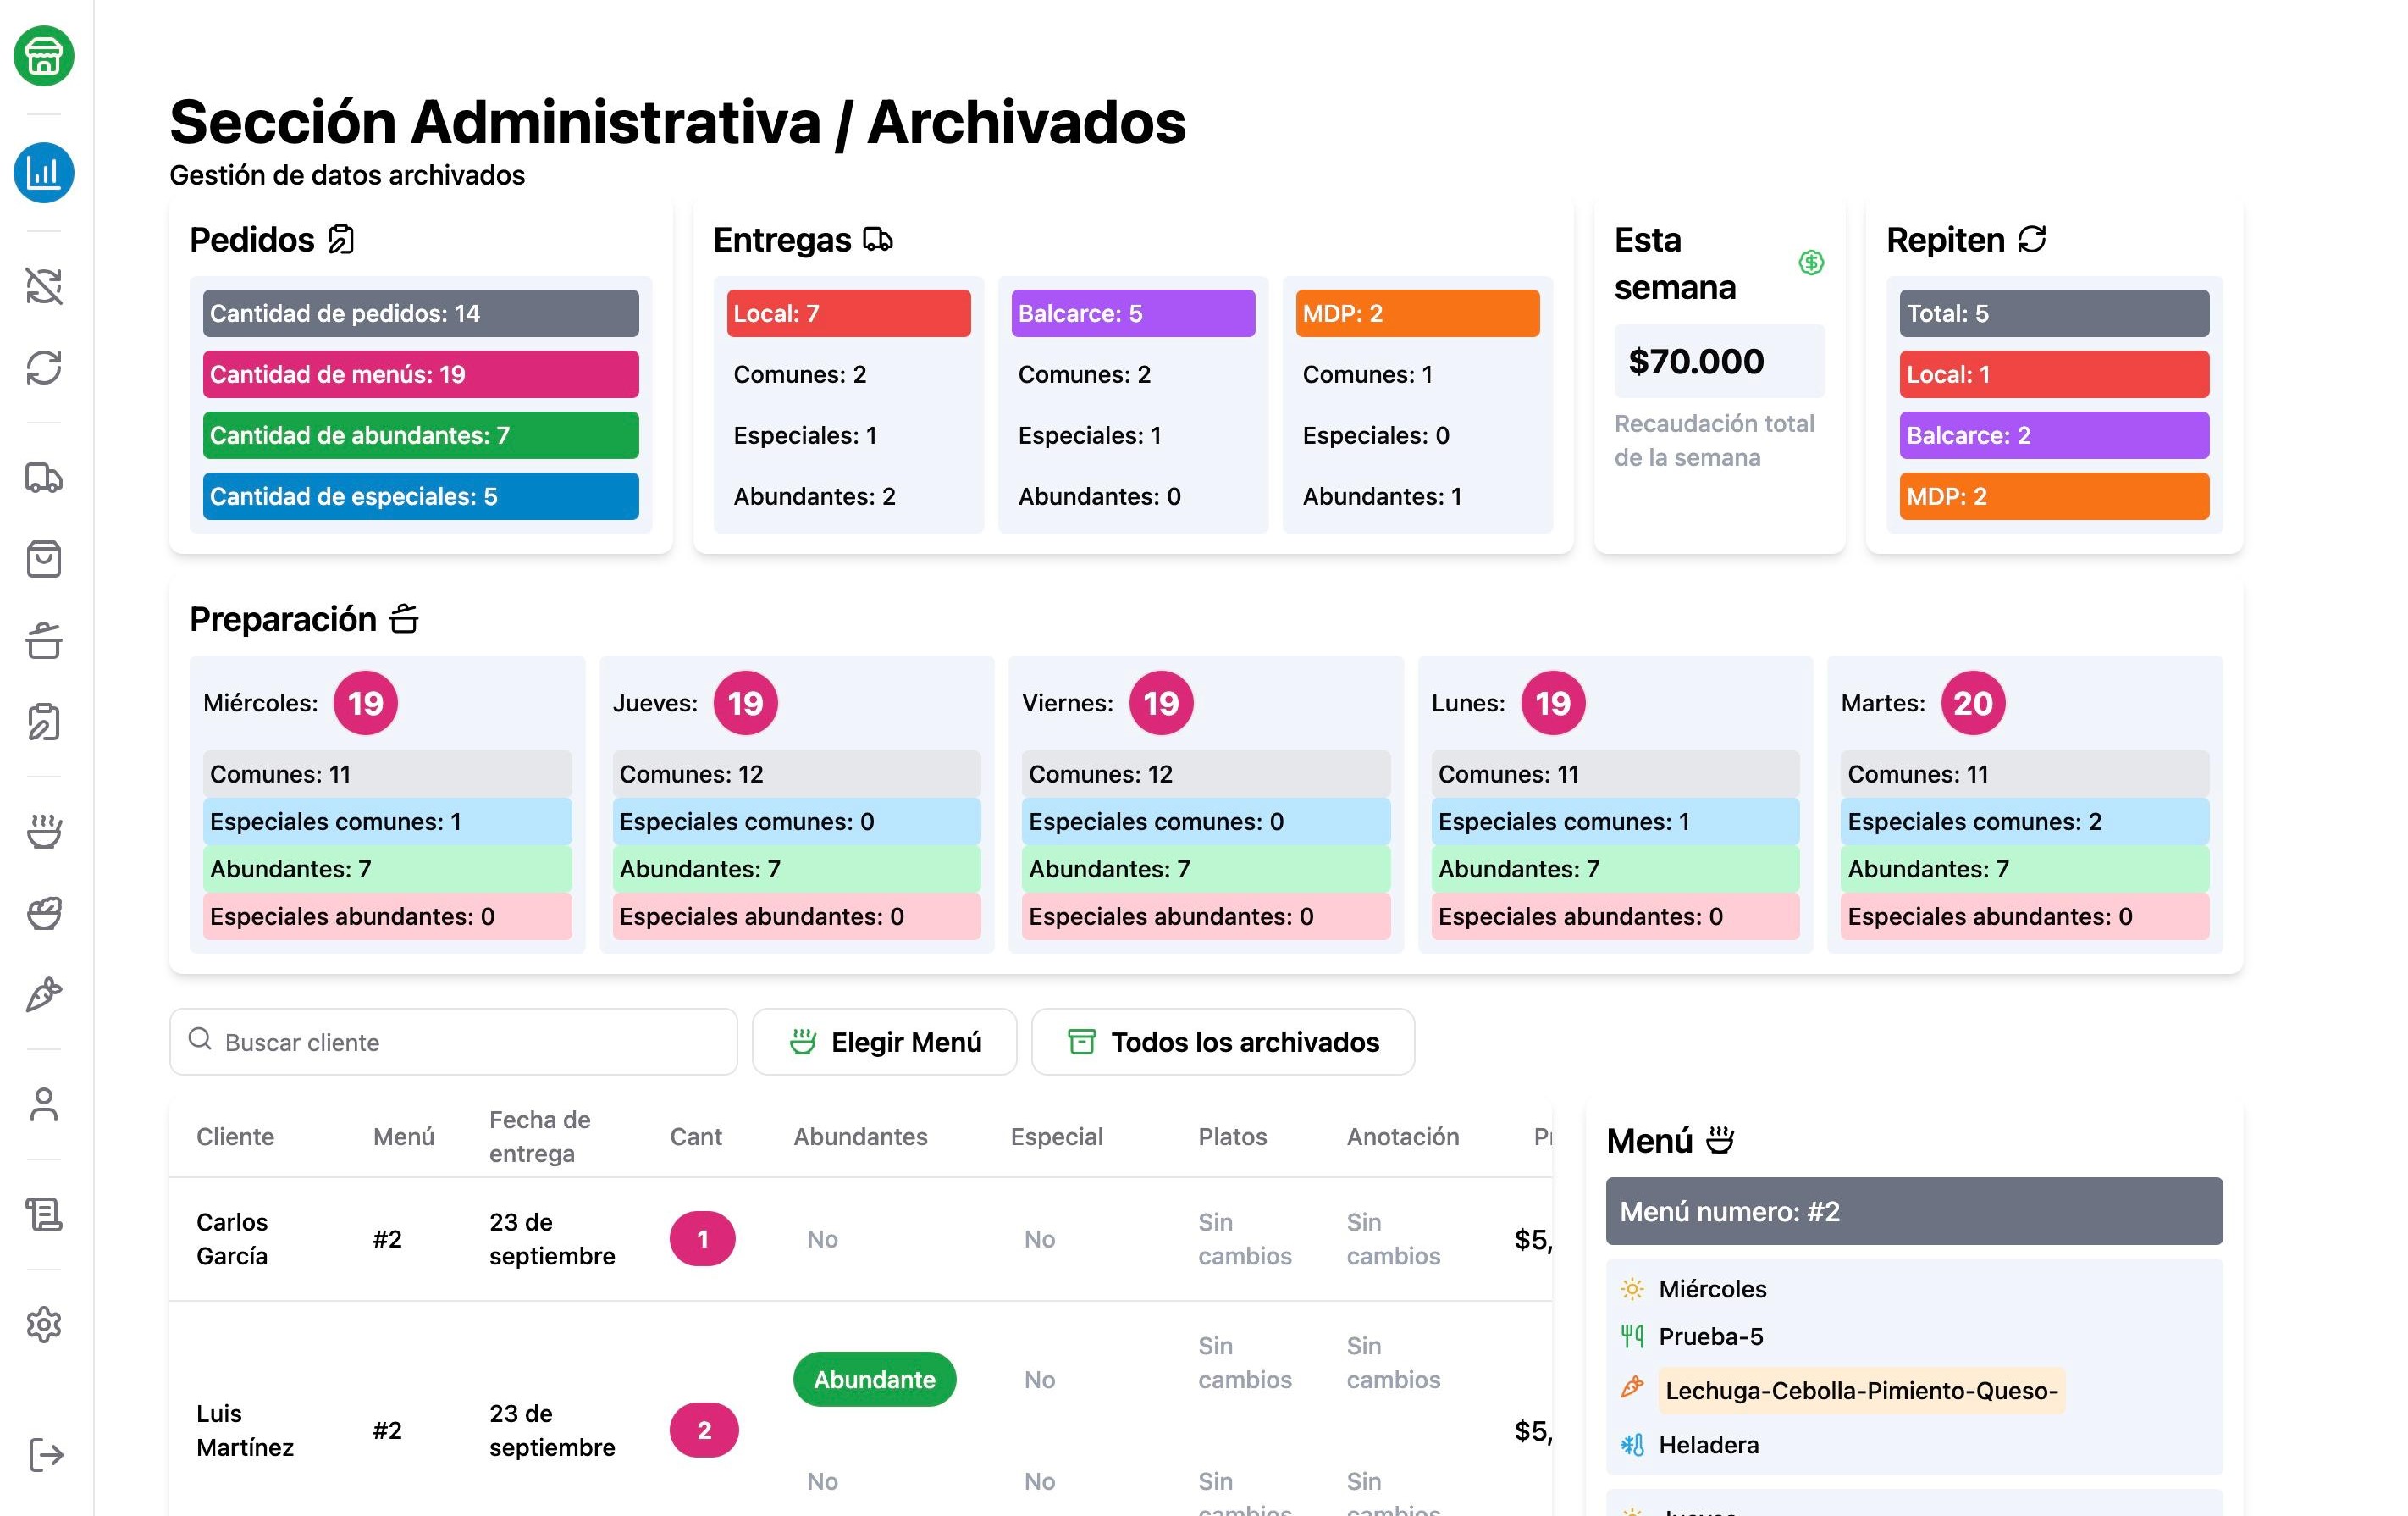 Sección Administrativa / Archivados
Gestión de datos archivados
Pedidos
Cantidad de pedidos: 14
Cantidad de menús: 19
Cantidad de abundantes: 7
Cantidad de especiales: 5
Entregas
Local: 7
Comunes: 2
Especiales: 1
Abundantes: 2
Balcarce: 5
Comunes: 2
Especiales: 1
Abundantes: 0
MDP: 2
Comunes: 1
Especiales: 0
Abundantes: 1
Esta
semana
$70.000
Recaudación total
de la semana
Repiten
Total: 5
Local: 1
Balcarce: 2
MDP: 2
Preparación
Miércoles: 19
Comunes: 11
Especiales comunes: 1
Abundantes: 7
Especiales abundantes: 0
Jueves: 19
Comunes: 12
Especiales comunes: 0
Abundantes: 7
Especiales abundantes: 0
Viernes: 19
Comunes: 12
Especiales comunes: 0
Abundantes: 7
Especiales abundantes: 0
Lunes: 19
Comunes: 11
Especiales comunes: 1
Abundantes: 7
Especiales abundantes: 0
Martes: 20
Comunes: 11
Especiales comunes: 2
Abundantes: 7
Especiales abundantes: 0
Buscar cliente
Elegir Menú
Todos los archivados
Cliente
Menú
Fecha de
entrega
Cant
Abundantes
Especial
Platos
Anotación
Carlos
García
#2
23 de
septiembre
1
No
No
Sin
cambios
Sin
cambios
$5,
Luis
Martínez
#2
23 de
septiembre
2
Abundante
No
Sin
cambios
Sin
cambios
$5,
No
No
Sin
cambios
Sin
cambios
Menú
Menú numero: #2
Miércoles
Prueba-5
Lechuga-Cebolla-Pimiento-Queso-
Heladera
Jueves